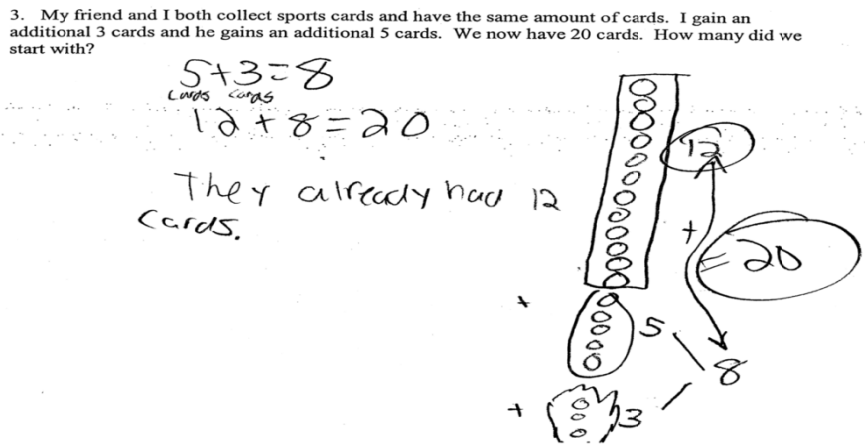 3. My friend and I both collect sports cards and have the same amount of cards. I gain an
additional 3 cards and he gains an additional 5 cards. We now have 20 cards. How many did we
start with?
5+3=8
cards cards
12+8=20
They already had 12
cards.
12
+
= 20
+
5
8
+
3